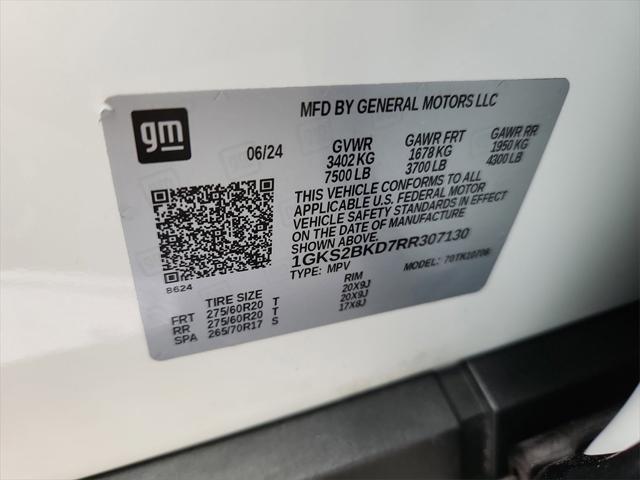 MFD BY GENERAL MOTORS LLC
gm
06/24
GVWR GAWR FRT GAWR RR
3402 KG 1678 KG 1950 KG
7500 LB 3700 LB 4300 LB
THIS VEHICLE CONFORMS TO ALL
APPLICABLE U.S. FEDERAL MOTOR
VEHICLE SAFETY STANDARDS IN EFFECT
ON THE DATE OF MANUFACTURE
SHOWN ABOVE.
1GKS2BKD7RR307130
TYPE: MPV MODEL: 70TK10706
8624
TIRE SIZE RIM
FRT 275/60R20 T 20X9J
RR 275/60R20 T 20X9J
SPA 265/70R17 S 17X8J